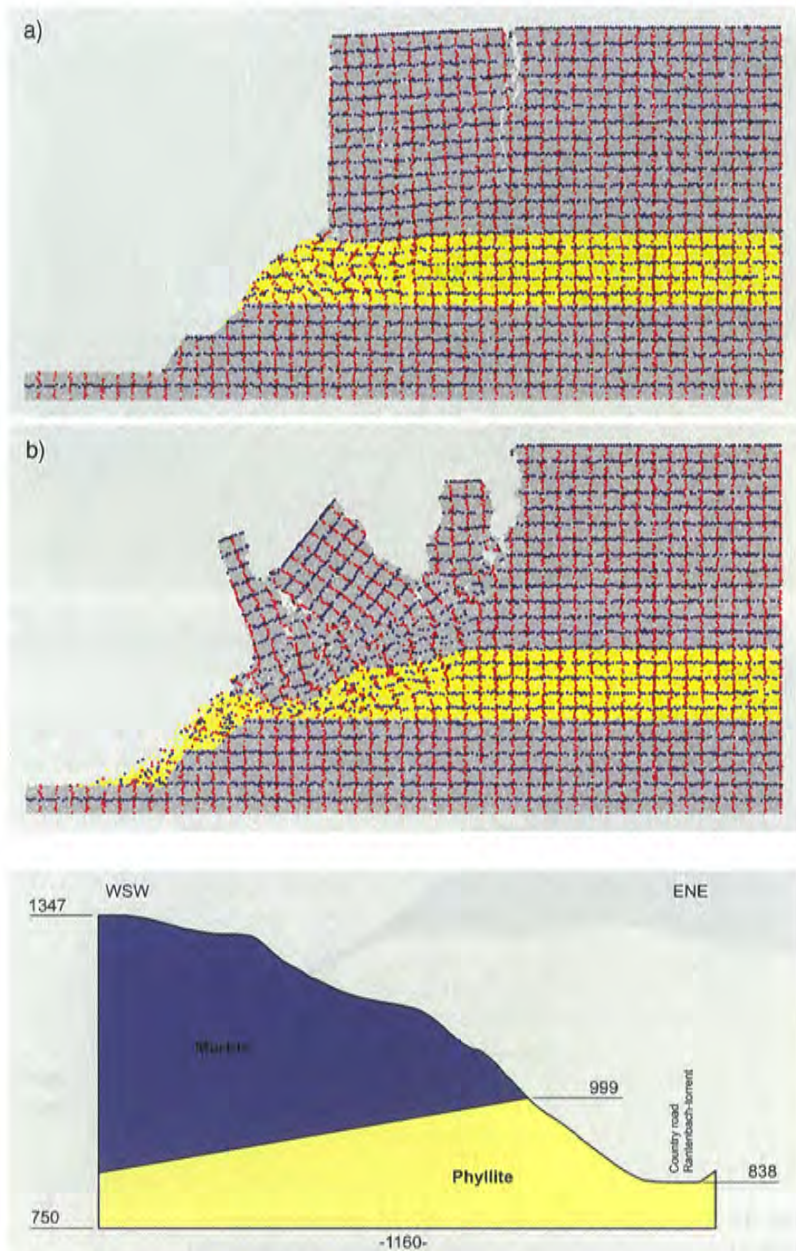 a)
b)
WSW
ENE
1347
Marble
999
Country road
Rantenbach-torrent
Phyllite
838
750
-1160-